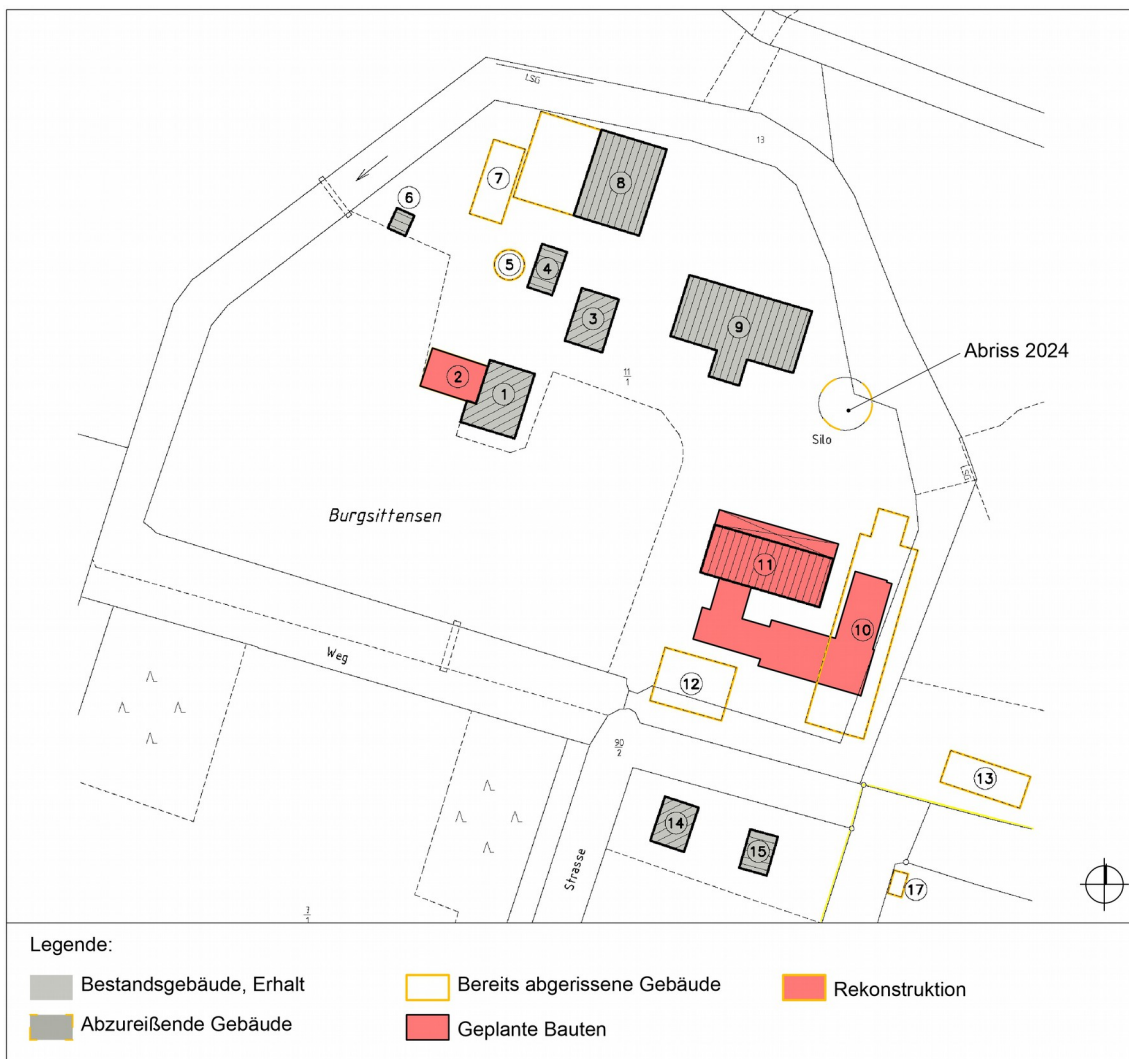 LSG
13
7
8
6
5
4
3
9
2
1
11
1
Abriss 2024
Silo
LSG
Burgsittensen
11
10
Weg
12
90
2
13
14
15
Strasse
17
3
1
Legende:
Bestandsgebäude, Erhalt
Bereits abgerissene Gebäude
Rekonstruktion
Abzureißende Gebäude
Geplante Bauten